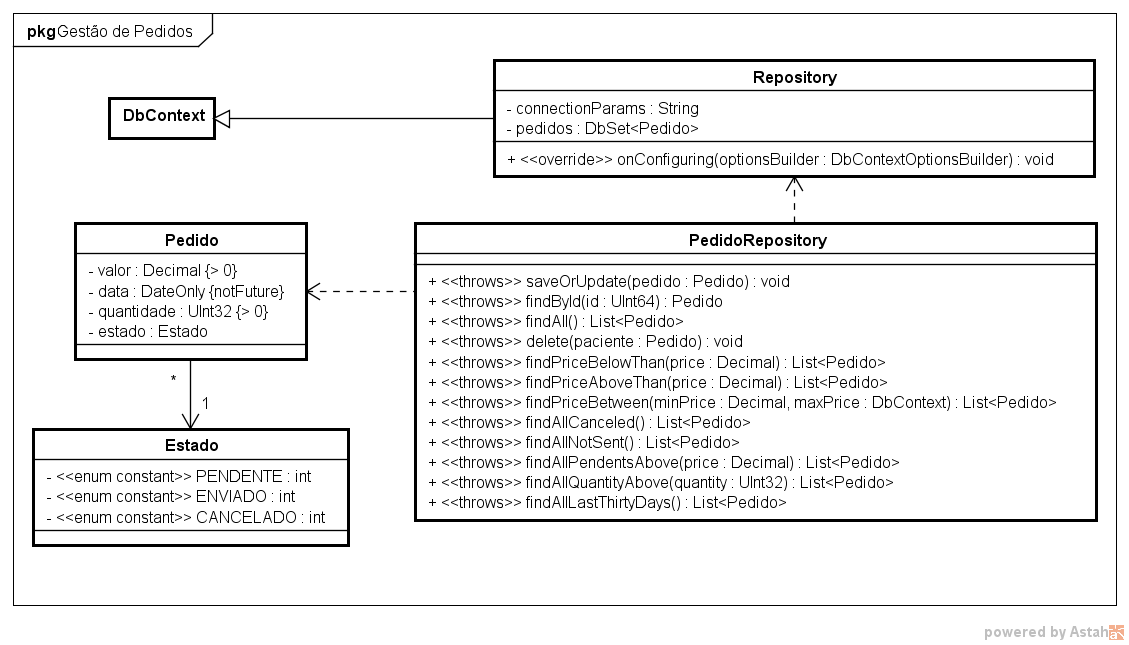 pkg Gestão de Pedidos
Repository
- connectionParams : String
- pedidos : DbSet<Pedido>
+ <<override>> onConfiguring(optionsBuilder : DbContextOptionsBuilder) : void
DbContext
Pedido
- valor : Decimal {> 0}
- data : DateOnly {notFuture}
- quantidade : UInt32 {> 0}
- estado : Estado
PedidoRepository
+ <<throws>> saveOrUpdate(pedido : Pedido) : void
+ <<throws>> findById(id : UInt64) : Pedido
+ <<throws>> findAll() : List<Pedido>
+ <<throws>> delete(paciente : Pedido) : void
+ <<throws>> findPriceBelowThan(price : Decimal) : List<Pedido>
+ <<throws>> findPriceAboveThan(price : Decimal) : List<Pedido>
+ <<throws>> findPriceBetween(minPrice : Decimal, maxPrice : DbContext) : List<Pedido>
+ <<throws>> findAllCanceled() : List<Pedido>
+ <<throws>> findAllNotSent() : List<Pedido>
+ <<throws>> findAllPendentsAbove(price : Decimal) : List<Pedido>
+ <<throws>> findAllQuantityAbove(quantity : UInt32) : List<Pedido>
+ <<throws>> findAllLastThirtyDays() : List<Pedido>
*
1
Estado
- <<enum constant>> PENDENTE : int
- <<enum constant>> ENVIADO : int
- <<enum constant>> CANCELADO : int
powered by Astah